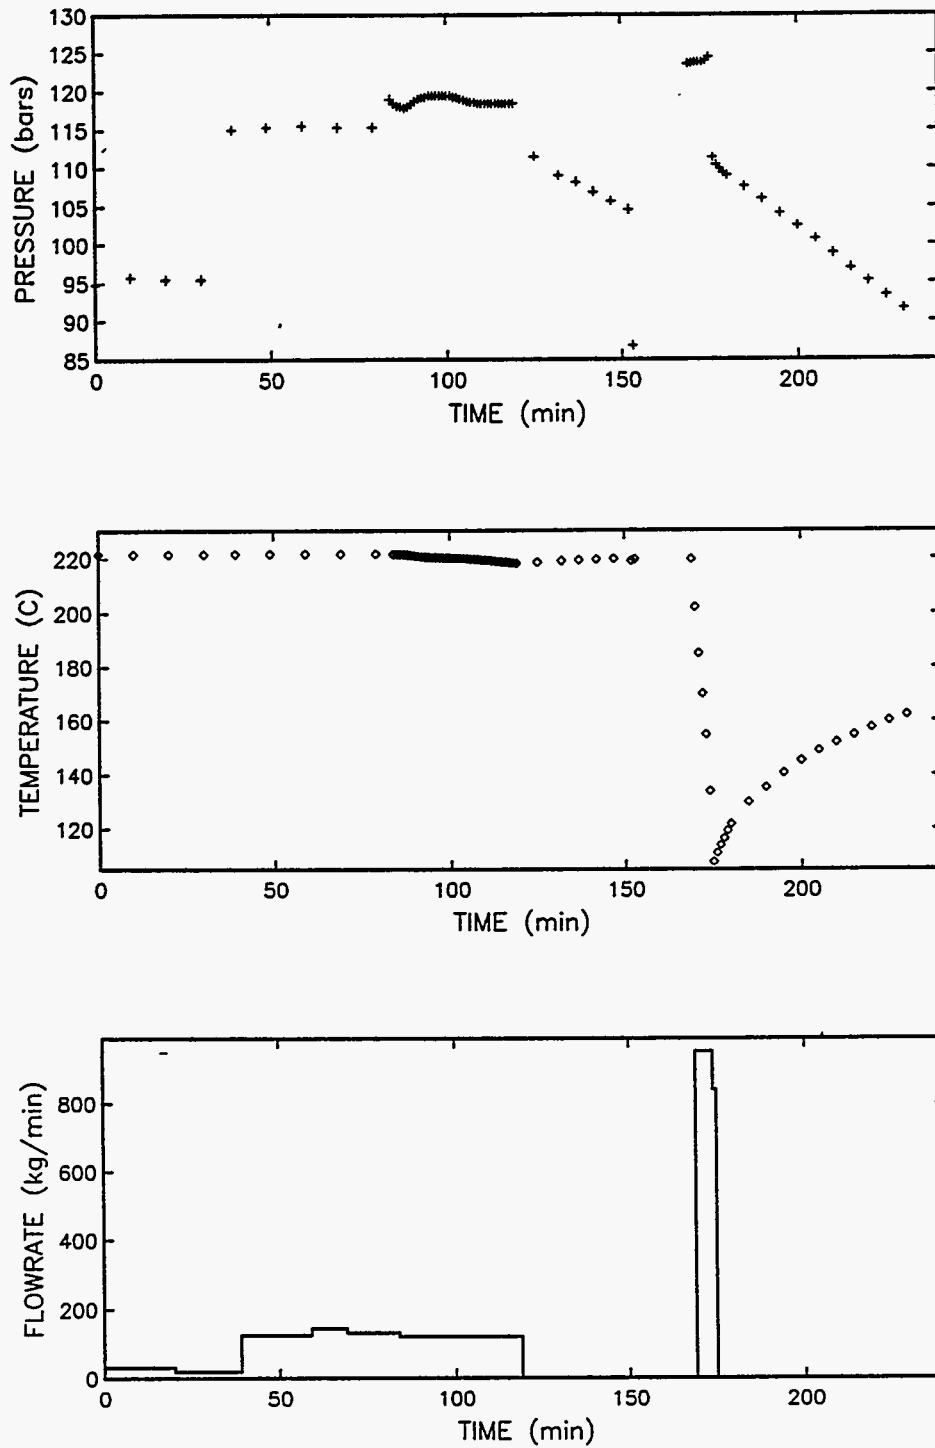 130
125
120
115
110
105
100
95
90
85
PRESSURE (bars)
0 50 100 150 200
TIME (min)
220
200
180
160
140
120
TEMPERATURE (C)
0 50 100 150 200
TIME (min)
800
600
400
200
0
FLOWRATE (kg/min)
0 50 100 150 200
TIME (min)